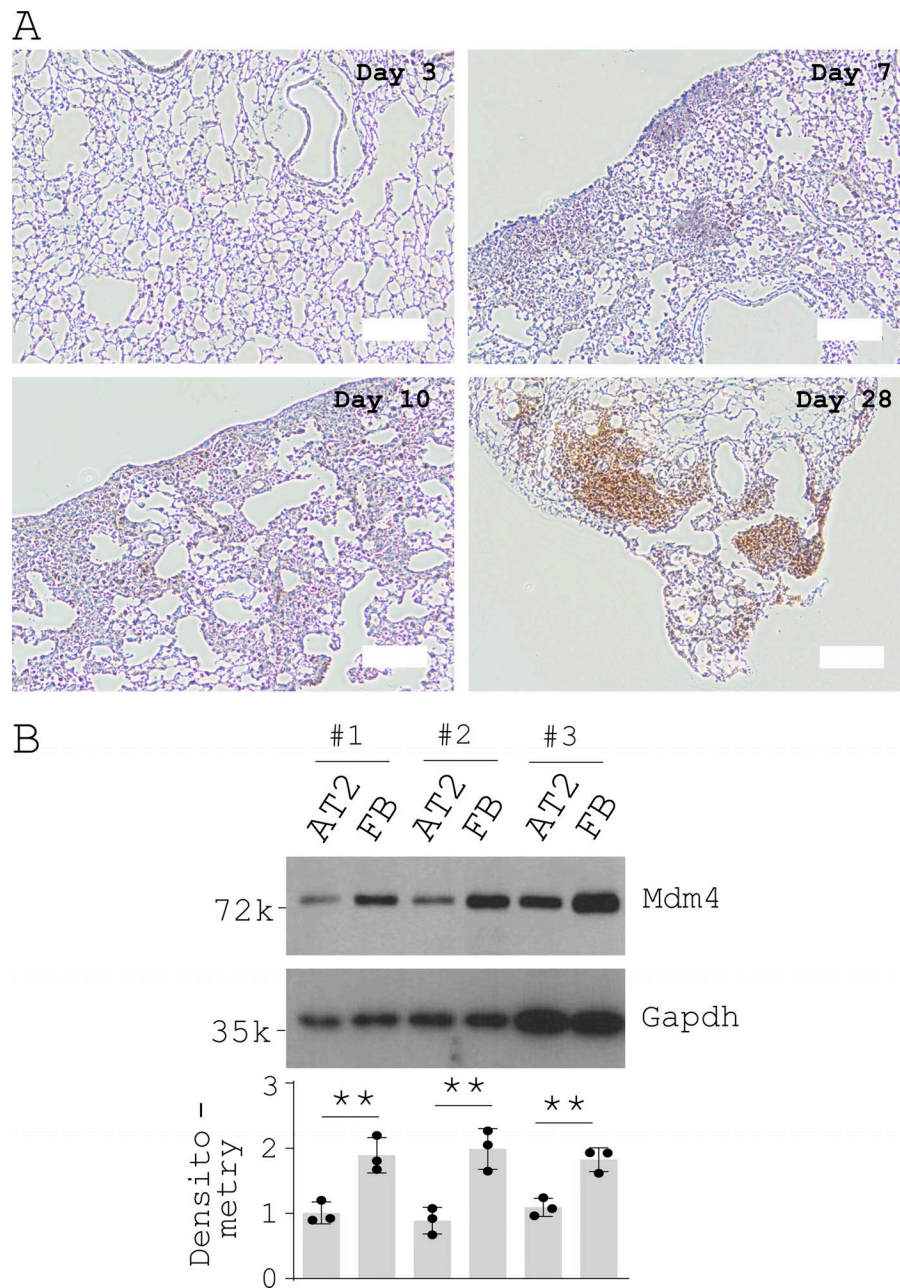 A
Day 3
Day 7
Day 10
Day 28
B
#1 #2 #3
AT2 FB AT2 FB AT2 FB
72k
Mdm4
35k
Gapdh
Densito-
metry
3
2
1
0
** ** **